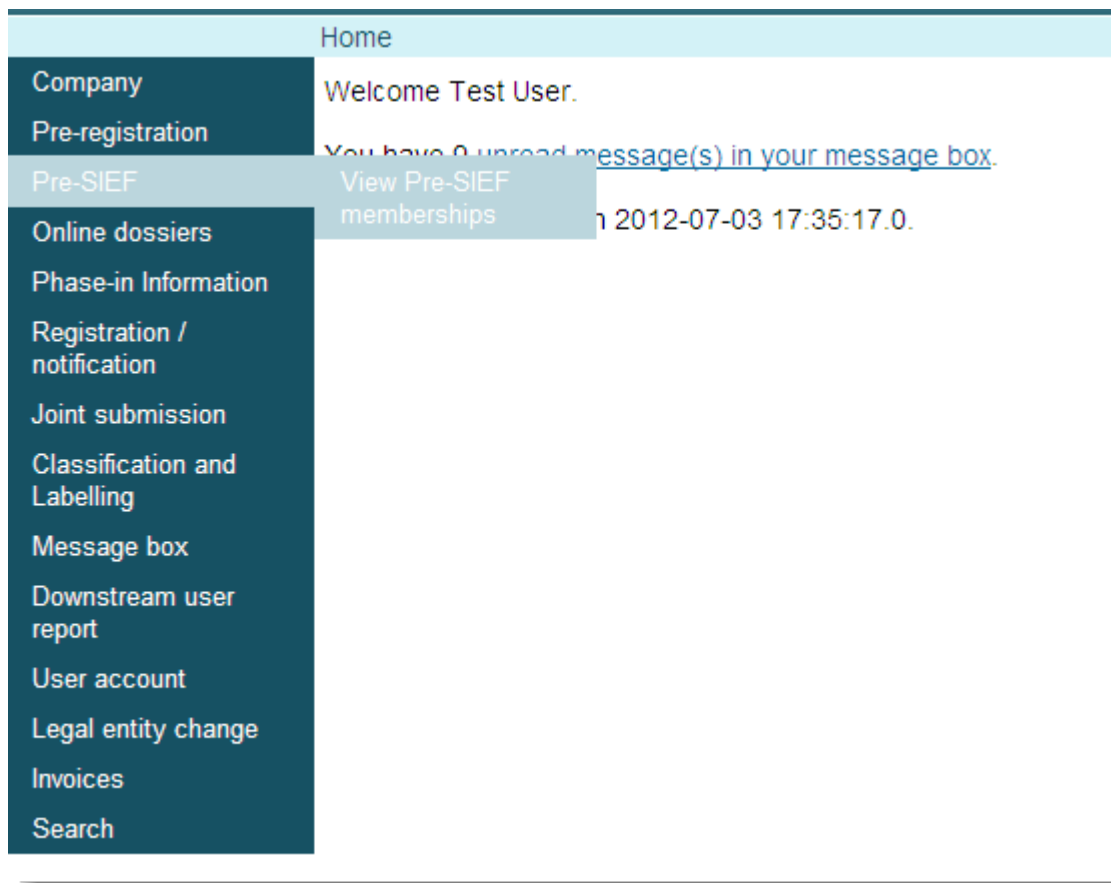 Home
Company
Pre-registration
Pre-SIEF
Online dossiers
Phase-in Information
Registration /
notification
Joint submission
Classification and
Labelling
Message box
Downstream user
report
User account
Legal entity change
Invoices
Search
View Pre-SIEF
memberships
Welcome Test User.
You have 0 unread message(s) in your message box.
2012-07-03 17:35:17.0.